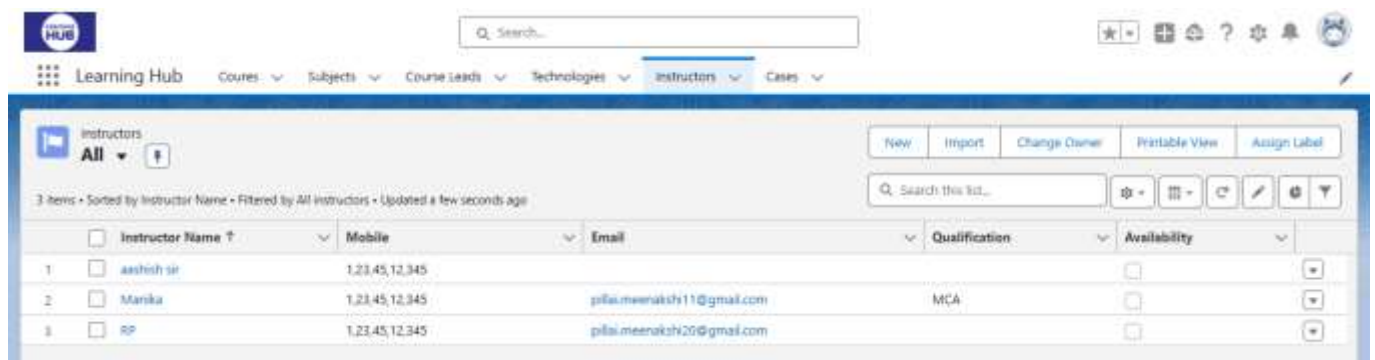 HUB
Search...
Learning Hub Coures Subjects Course Leads Technologies Instructors Cases
Instructors
All
New Import Change Owner Printable View Assign Label
3 items • Sorted by Instructor Name • Filtered by All instructors • Updated a few seconds ago
Search this list...
Instructor Name ↑ Mobile Email Qualification Availability
1 aashish sir 1,23,45,12,345
2 Manika 1,23,45,12,345 pillai.meenakshi11@gmail.com MCA
3 RP 1,23,45,12,345 pillai.meenakshi20@gmail.com